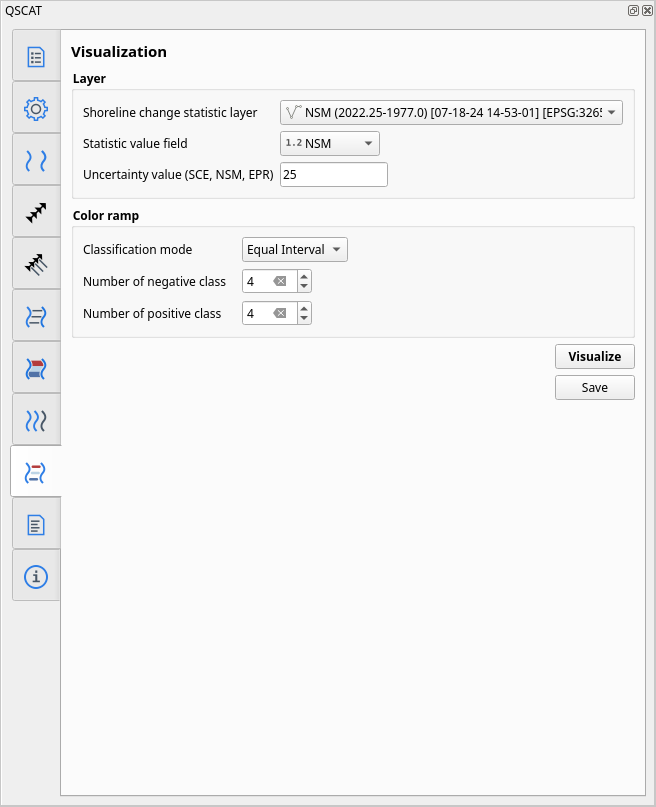 QSCAT
Visualization
Layer
Shoreline change statistic layer NSM (2022.25-1977.0) [07-18-24 14-53-01] [EPSG:326
Statistic value field 1.2 NSM
Uncertainty value (SCE, NSM, EPR) 25
Color ramp
Classification mode Equal Interval
Number of negative class 4
Number of positive class 4
Visualize
Save